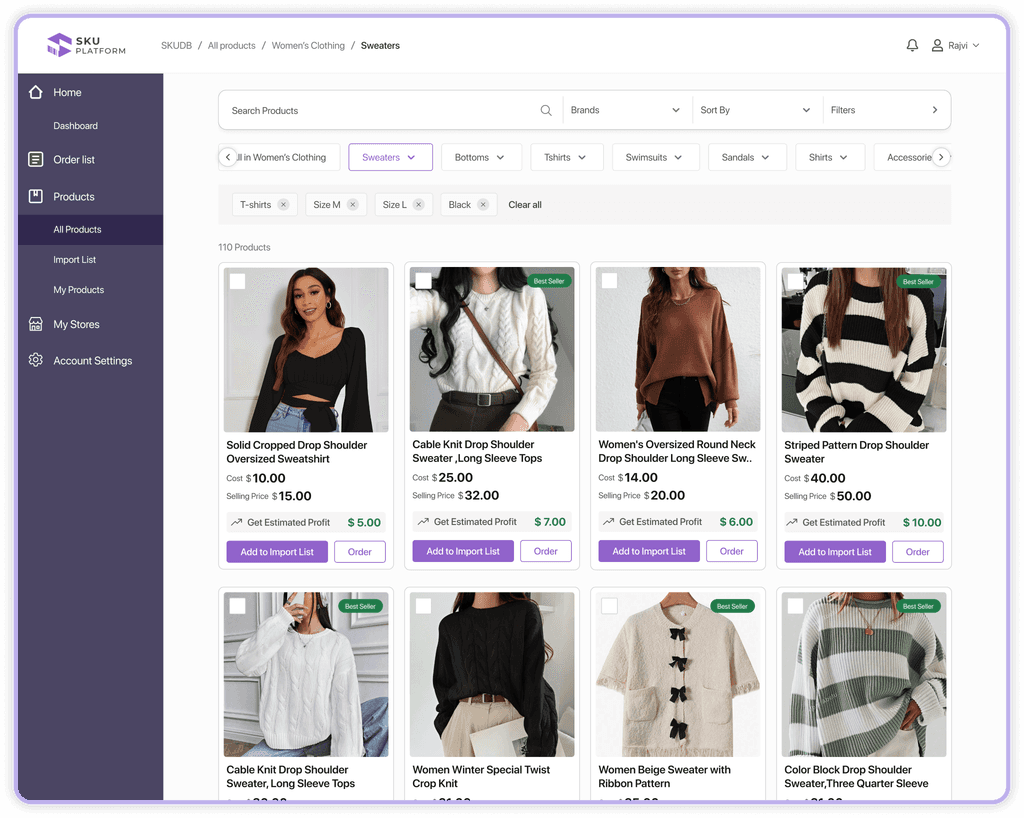 SKU
PLATFORM
SKUDB / All products / Women's Clothing / Sweaters
Rajvi
Home
Dashboard
Order list
Products
All Products
Import List
My Products
My Stores
Account Settings
Search Products
Brands
Sort By
Filters
ll in Women's Clothing
Sweaters
Bottoms
Tshirts
Swimsuits
Sandals
Shirts
Accessorie
T-shirts
Size M
Size L
Black
Clear all
110 Products
Solid Cropped Drop Shoulder
Oversized Sweatshirt
Cost $ 10.00
Selling Price $ 15.00
Get Estimated Profit $ 5.00
Add to Import List
Order
Best Seller
Cable Knit Drop Shoulder
Sweater ,Long Sleeve Tops
Cost $ 25.00
Selling Price $ 32.00
Get Estimated Profit $ 7.00
Add to Import List
Order
Women's Oversized Round Neck
Drop Shoulder Long Sleeve Sw..
Cost $ 14.00
Selling Price $ 20.00
Get Estimated Profit $ 6.00
Add to Import List
Order
Best Seller
Striped Pattern Drop Shoulder
Sweater
Cost $ 40.00
Selling Price $ 50.00
Get Estimated Profit $ 10.00
Add to Import List
Order
Best Seller
Cable Knit Drop Shoulder
Sweater, Long Sleeve Tops
Women Winter Special Twist
Crop Knit
Best Seller
Women Beige Sweater with
Ribbon Pattern
Best Seller
Color Block Drop Shoulder
Sweater,Three Quarter Sleeve